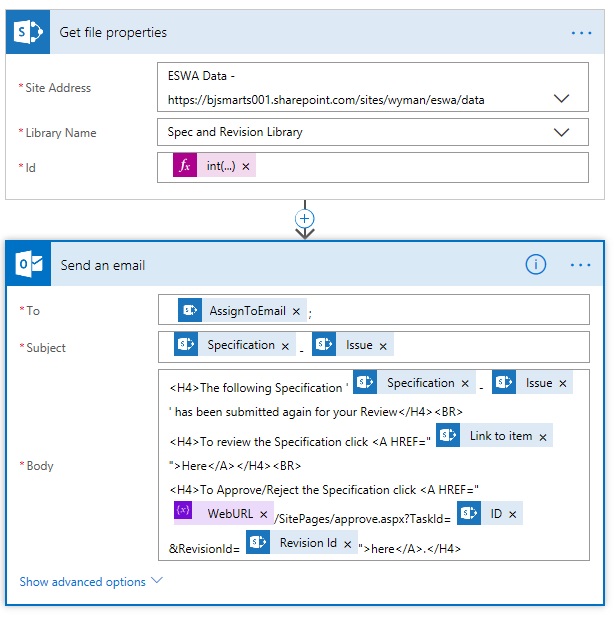 Get file properties
...
* Site Address
ESWA Data -
https://bjsmarts001.sharepoint.com/sites/wyman/eswa/data
* Library Name
Spec and Revision Library
* Id
fx int(...) ×
Send an email
...
* To
AssignToEmail × ;
* Subject
Specification × - Issue ×
* Body
<H4>The following Specification ' Specification × - Issue ×
' has been submitted again for your Review</H4><BR>
<H4>To review the Specification click <A HREF=" Link to item ×
">Here</A></H4><BR>
<H4>To Approve/Reject the Specification click <A HREF="
{x} WebURL × /SitePages/approve.aspx?TaskId= ID ×
&RevisionId= Revision Id × ">here</A>.</H4>
Show advanced options